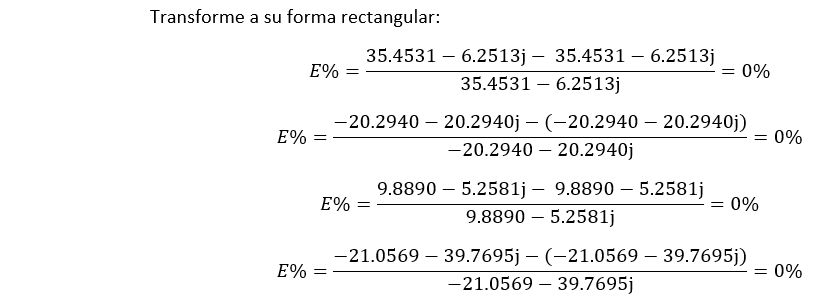 Transforme a su forma rectangular:
E% = \frac{35.4531 − 6.2513j − 35.4531 − 6.2513j}{35.4531 − 6.2513j} = 0%
E% = \frac{−20.2940 − 20.2940j − (−20.2940 − 20.2940j)}{−20.2940 − 20.2940j} = 0%
E% = \frac{9.8890 − 5.2581j − 9.8890 − 5.2581j}{9.8890 − 5.2581j} = 0%
E% = \frac{−21.0569 − 39.7695j − (−21.0569 − 39.7695j)}{−21.0569 − 39.7695j} = 0%